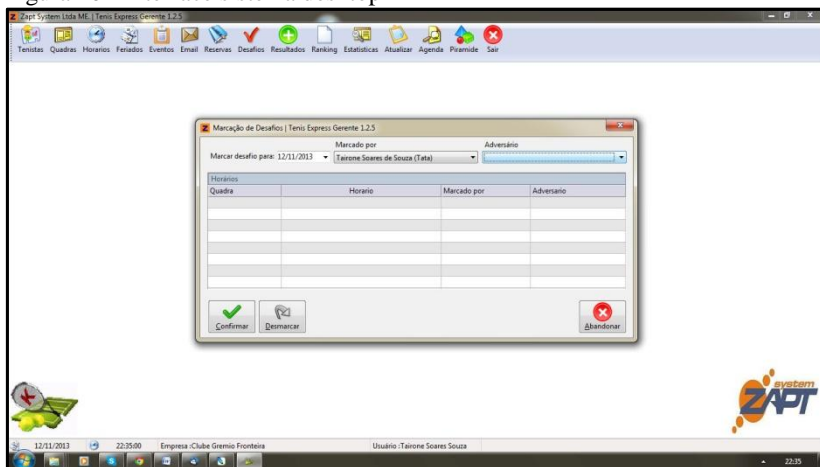 Zapt System Ltda ME. | Tenis Express Gerente 1.2.5
Tenistas Quadras Horarios Feriados Eventos Email Reservas Desafios Resultados Ranking Estatisticas Atualizar Agenda Piramide Sair
Marcação de Desafios | Tenis Express Gerente 1.2.5
Marcado por Adversário
Marcar desafio para: 12/11/2013 Tairone Soares de Souza (Tata)
Horários
Quadra Horario Marcado por Adversario
Confirmar Desmarcar Abandonar
system
ZAPT
12/11/2013 22:35:00 Empresa :Clube Gremio Fronteira Usuário :Tairone Soares Souza
22:35